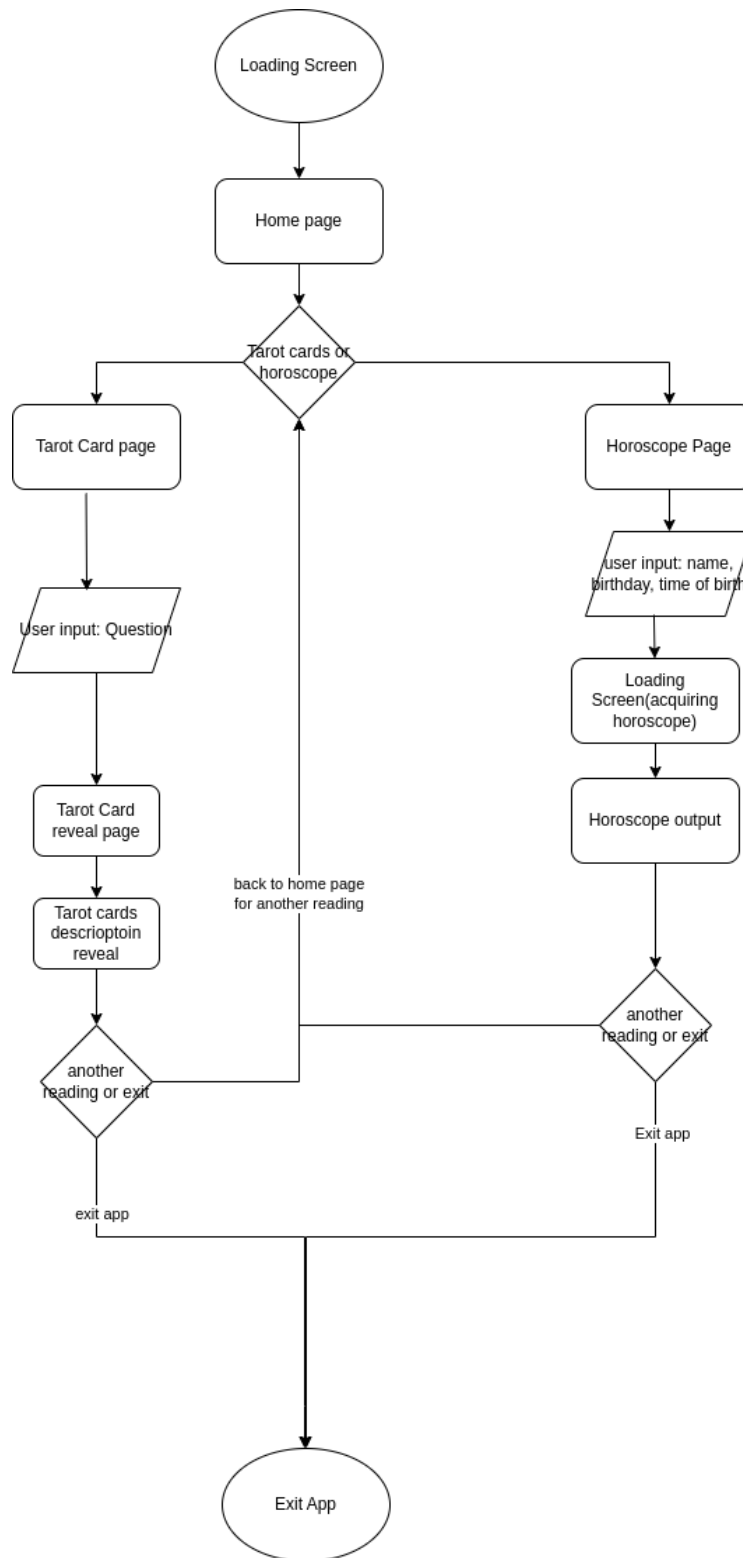 Loading Screen
Home page
Tarot cards or
horoscope
Tarot Card page
Horoscope Page
user input: name,
birthday, time of birth
User input: Question
Loading
Screen(acquiring
horoscope)
Tarot Card
reveal page
Horoscope output
back to home page
for another reading
Tarot cards
descrioptoin
reveal
another
reading or exit
another
reading or exit
Exit app
exit app
Exit App